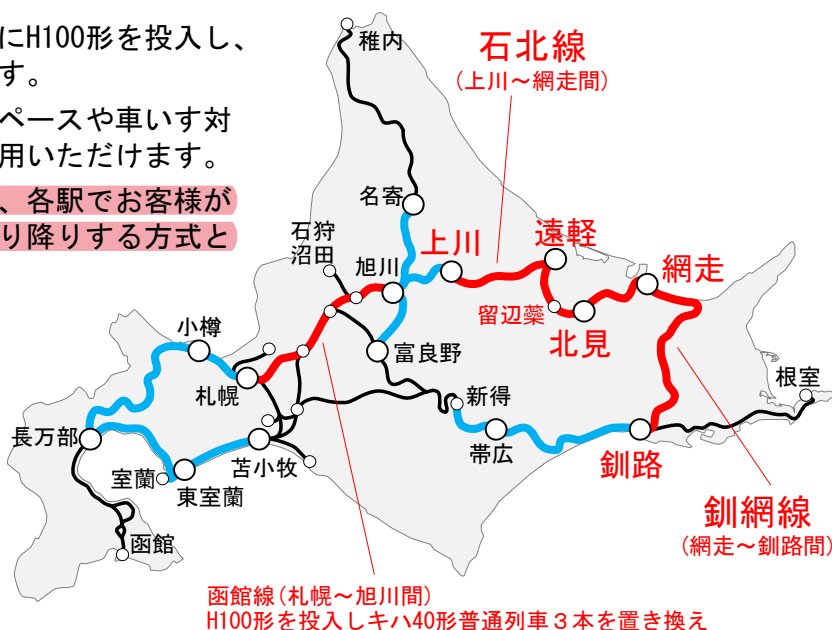 にH100形を投入し、
す。
ペースや車いす対
用いただけます。
、各駅でお客様が
り降りする方式と
稚内
石北線
(上川～網走間)
名寄
石狩
沼田
旭川
上川
遠軽
網走
留辺蘂
北見
小樽
札幌
富良野
新得
根室
長万部
室蘭
東室蘭
苫小牧
帯広
釧路
函館
釧網線
(網走～釧路間)
函館線(札幌～旭川間)
H100形を投入しキハ40形普通列車３本を置き換え